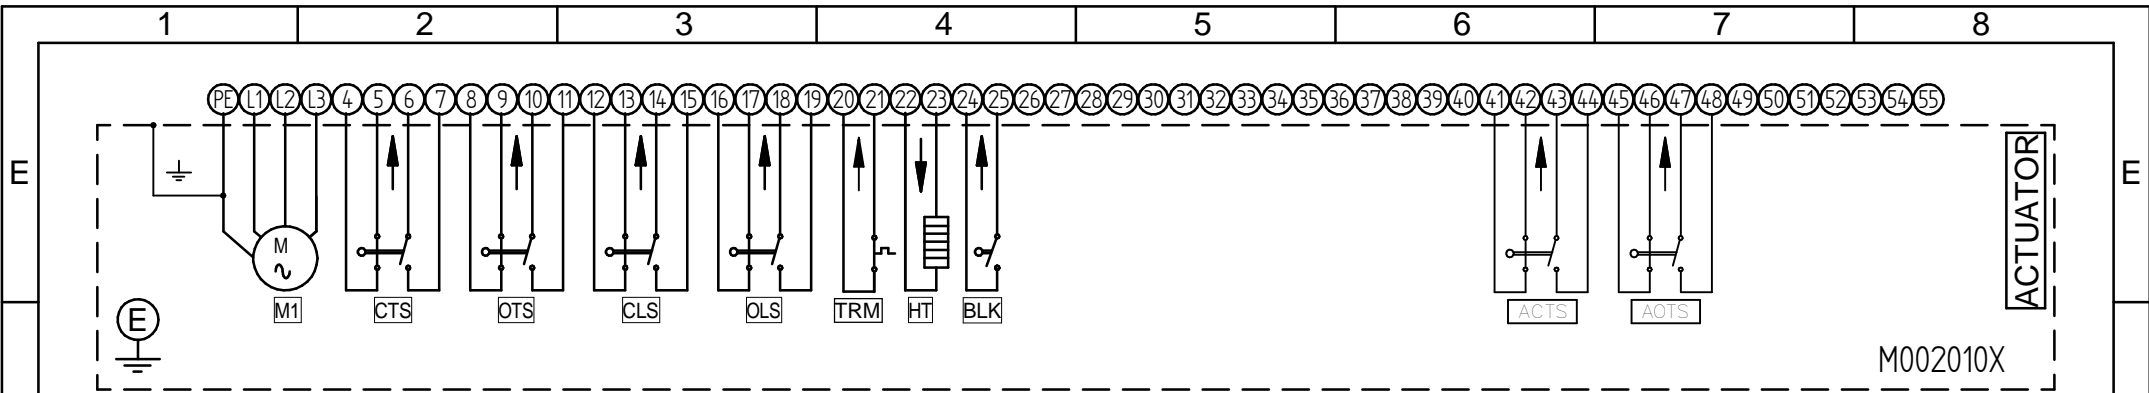 1 2 3 4 5 6 7 8
PE L1 L2 L3 4 5 6 7 8 9 10 11 12 13 14 15 16 17 18 19 20 21 22 23 24 25 26 27 28 29 30 31 32 33 34 35 36 37 38 39 40 41 42 43 44 45 46 47 48 49 50 51 52 53 54 55
E E
ACTUATOR
M
M1 CTS OTS CLS OLS TRM HT BLK ACTS AOTS
E
M002010X